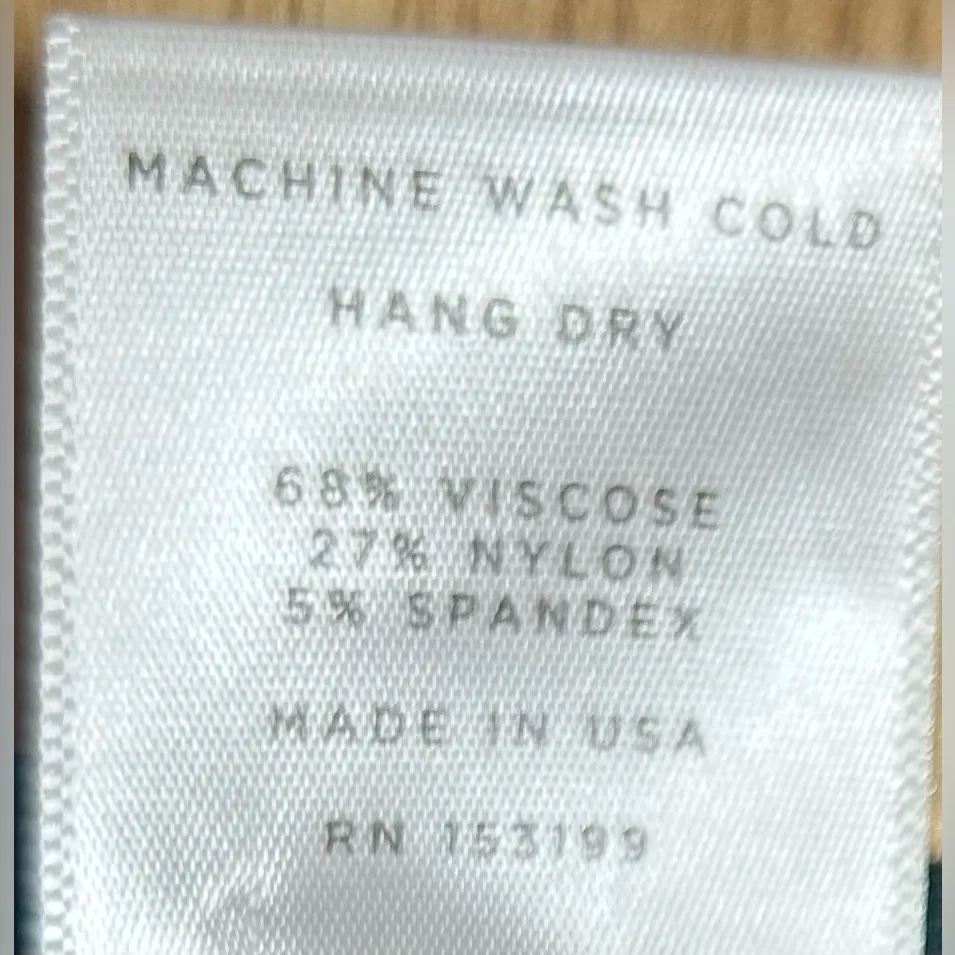 MACHINE WASH COLD
HANG DRY
68% VISCOSE
27% NYLON
5% SPANDEX
MADE IN USA
RN 153199